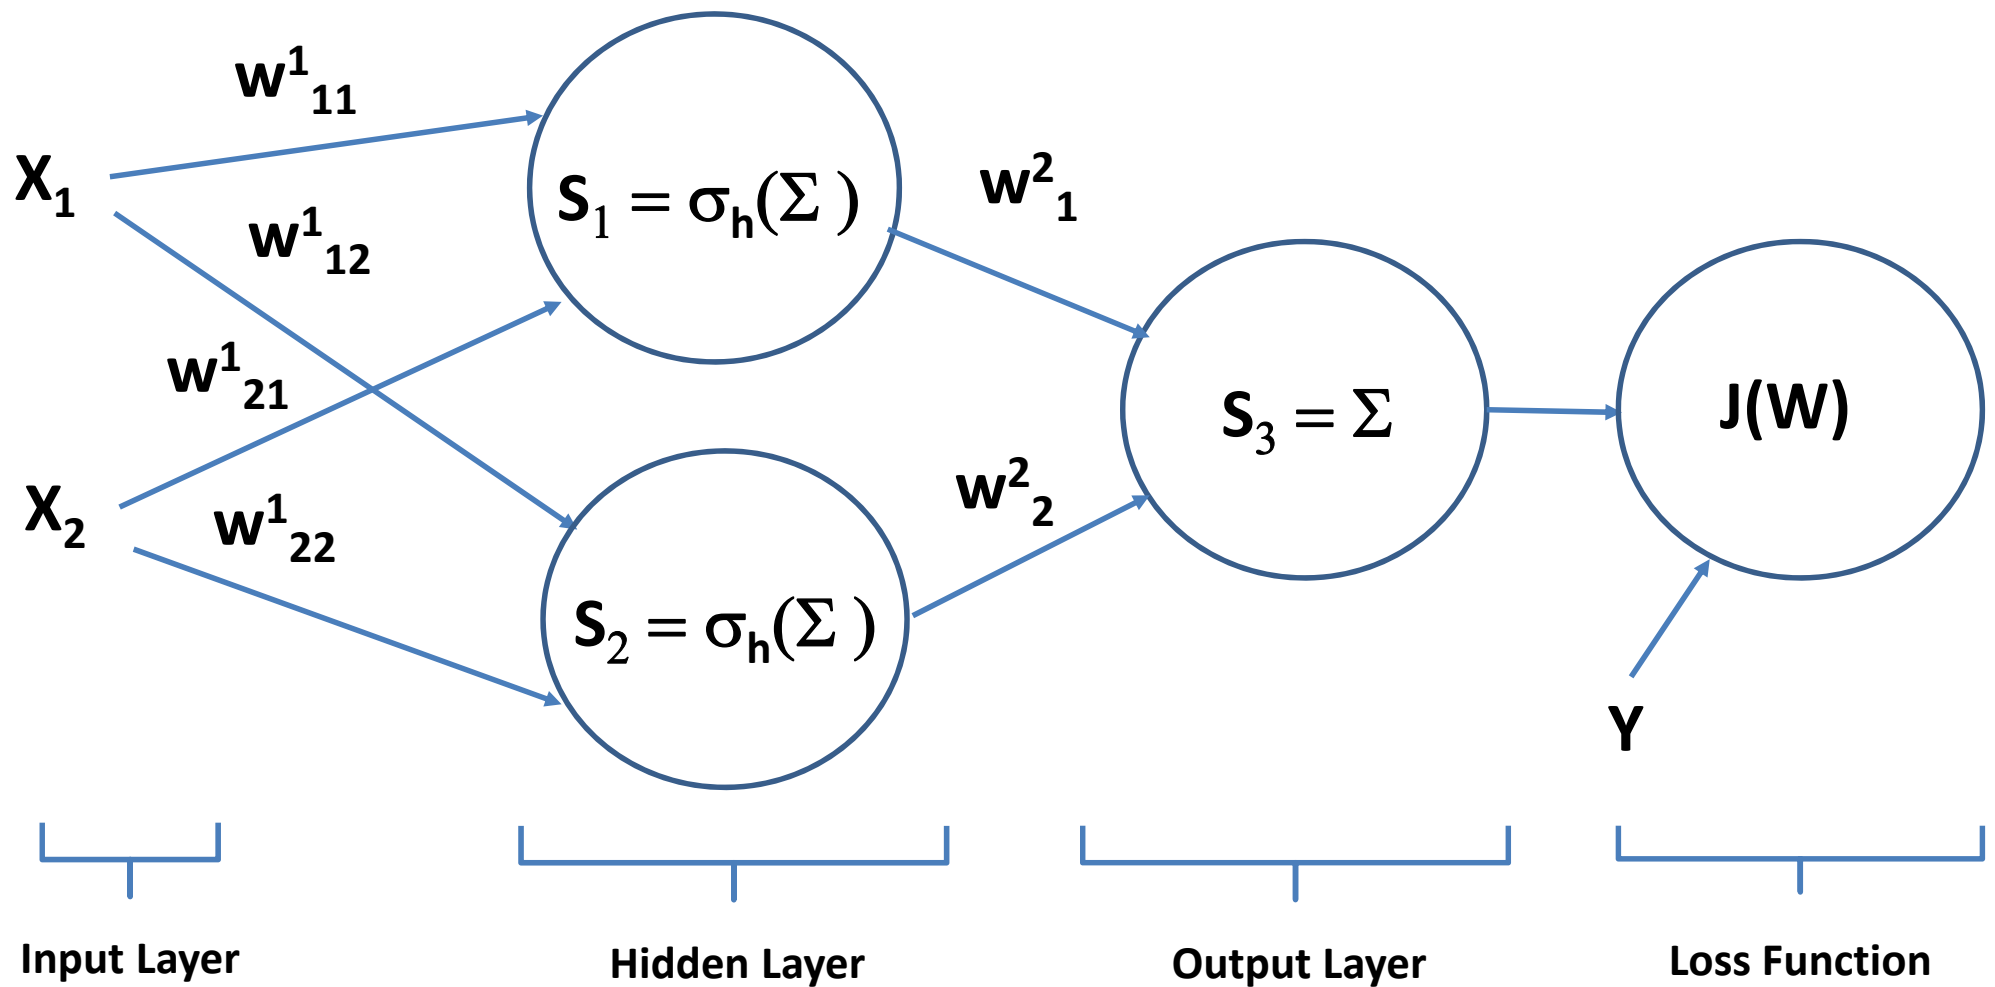 X₁
X₂
w¹₁₁
w¹₁₂
w¹₂₁
w¹₂₂
S₁ = σₕ(Σ )
S₂ = σₕ(Σ )
w²₁
w²₂
S₃ = Σ
J(W)
Y
Input Layer
Hidden Layer
Output Layer
Loss Function